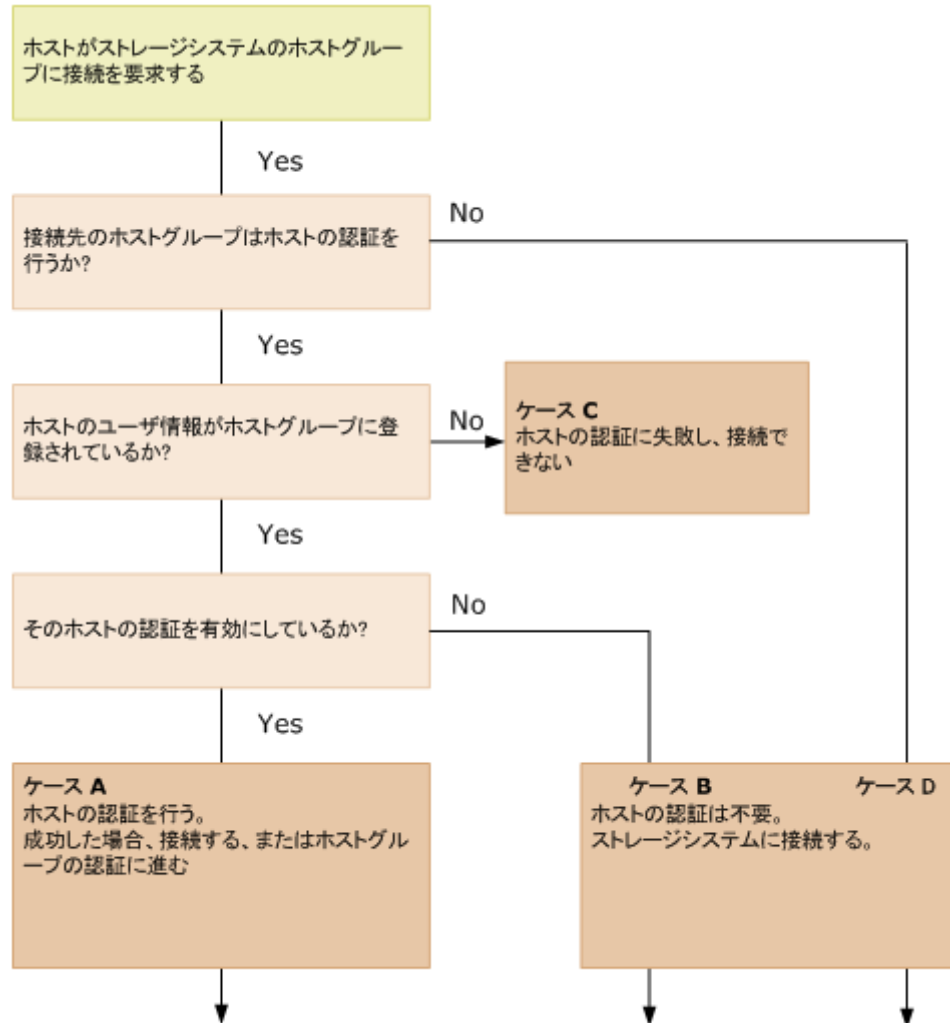 ホストがストレージシステムのホストグルー
プに接続を要求する
Yes
接続先のホストグループはホストの認証を
行うか?
No
Yes
ホストのユーザ情報がホストグループに登
録されているか?
No
ケース C
ホストの認証に失敗し、接続で
きない
Yes
そのホストの認証を有効にしているか?
No
Yes
ケース A
ホストの認証を行う。
成功した場合、接続する、またはホストグル
ープの認証に進む
ケース B
ケース D
ホストの認証は不要。
ストレージシステムに接続する。